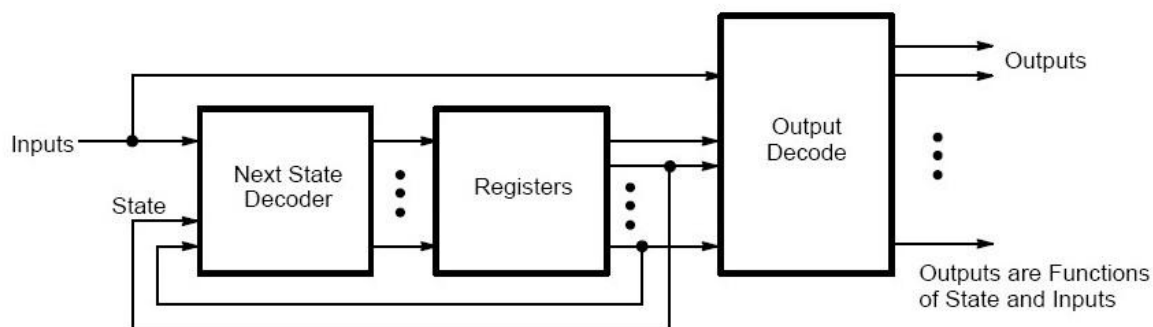 Outputs
Output
Decode
Inputs
Next State
Decoder
Registers
State
Outputs are Functions
of State and Inputs